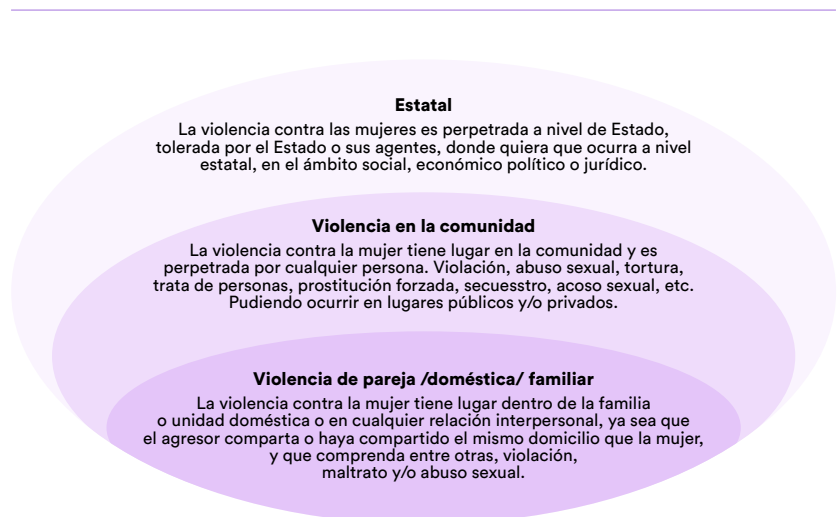 Estatal
La violencia contra las mujeres es perpetrada a nivel de Estado,
tolerada por el Estado o sus agentes, donde quiera que ocurra a nivel
estatal, en el ámbito social, económico político o jurídico.
Violencia en la comunidad
La violencia contra la mujer tiene lugar en la comunidad y es
perpetrada por cualquier persona. Violación, abuso sexual, tortura,
trata de personas, prostitución forzada, secuesstro, acoso sexual, etc.
Pudiendo ocurrir en lugares públicos y/o privados.
Violencia de pareja /doméstica/ familiar
La violencia contra la mujer tiene lugar dentro de la familia
o unidad doméstica o en cualquier relación interpersonal, ya sea que
el agresor comparta o haya compartido el mismo domicilio que la mujer,
y que comprenda entre otras, violación,
maltrato y/o abuso sexual.